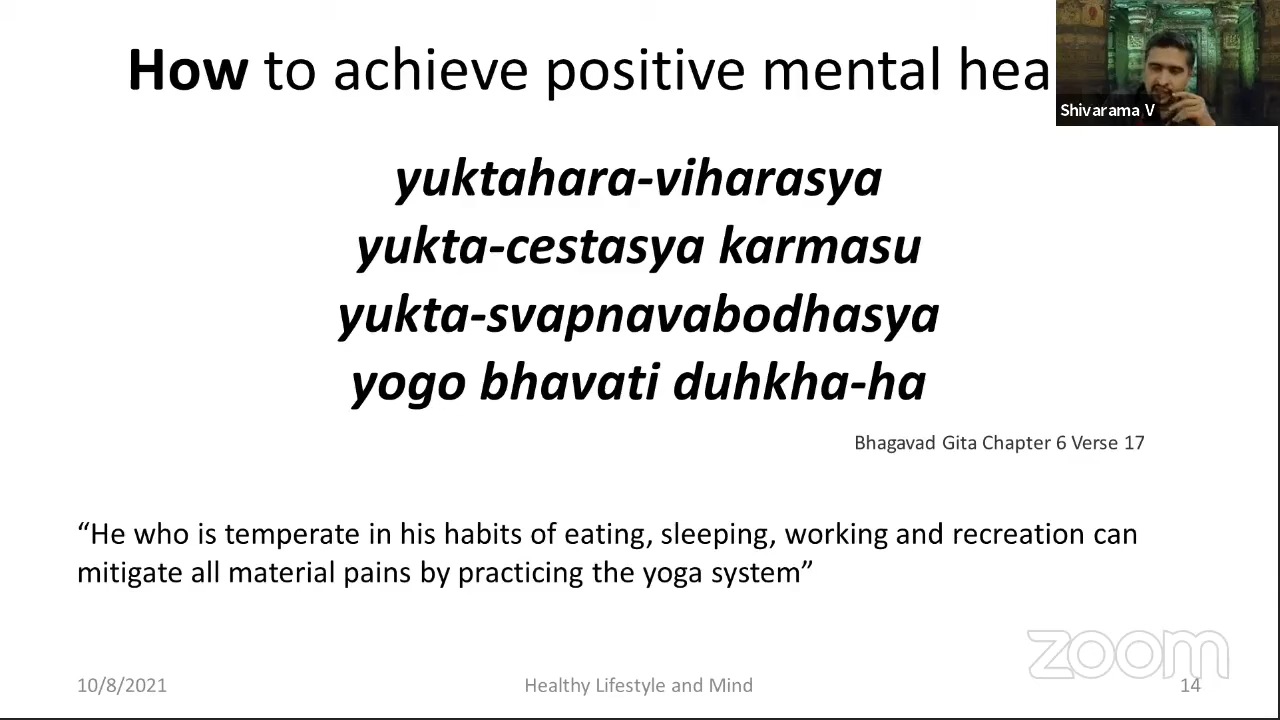 How to achieve positive mental hea
Shivarama V
yuktahara-viharasya
yukta-cestasya karmasu
yukta-svapnavabodhasya
yogo bhavati duhkha-ha
Bhagavad Gita Chapter 6 Verse 17
“He who is temperate in his habits of eating, sleeping, working and recreation can
mitigate all material pains by practicing the yoga system”
zoom
10/8/2021
Healthy Lifestyle and Mind
14